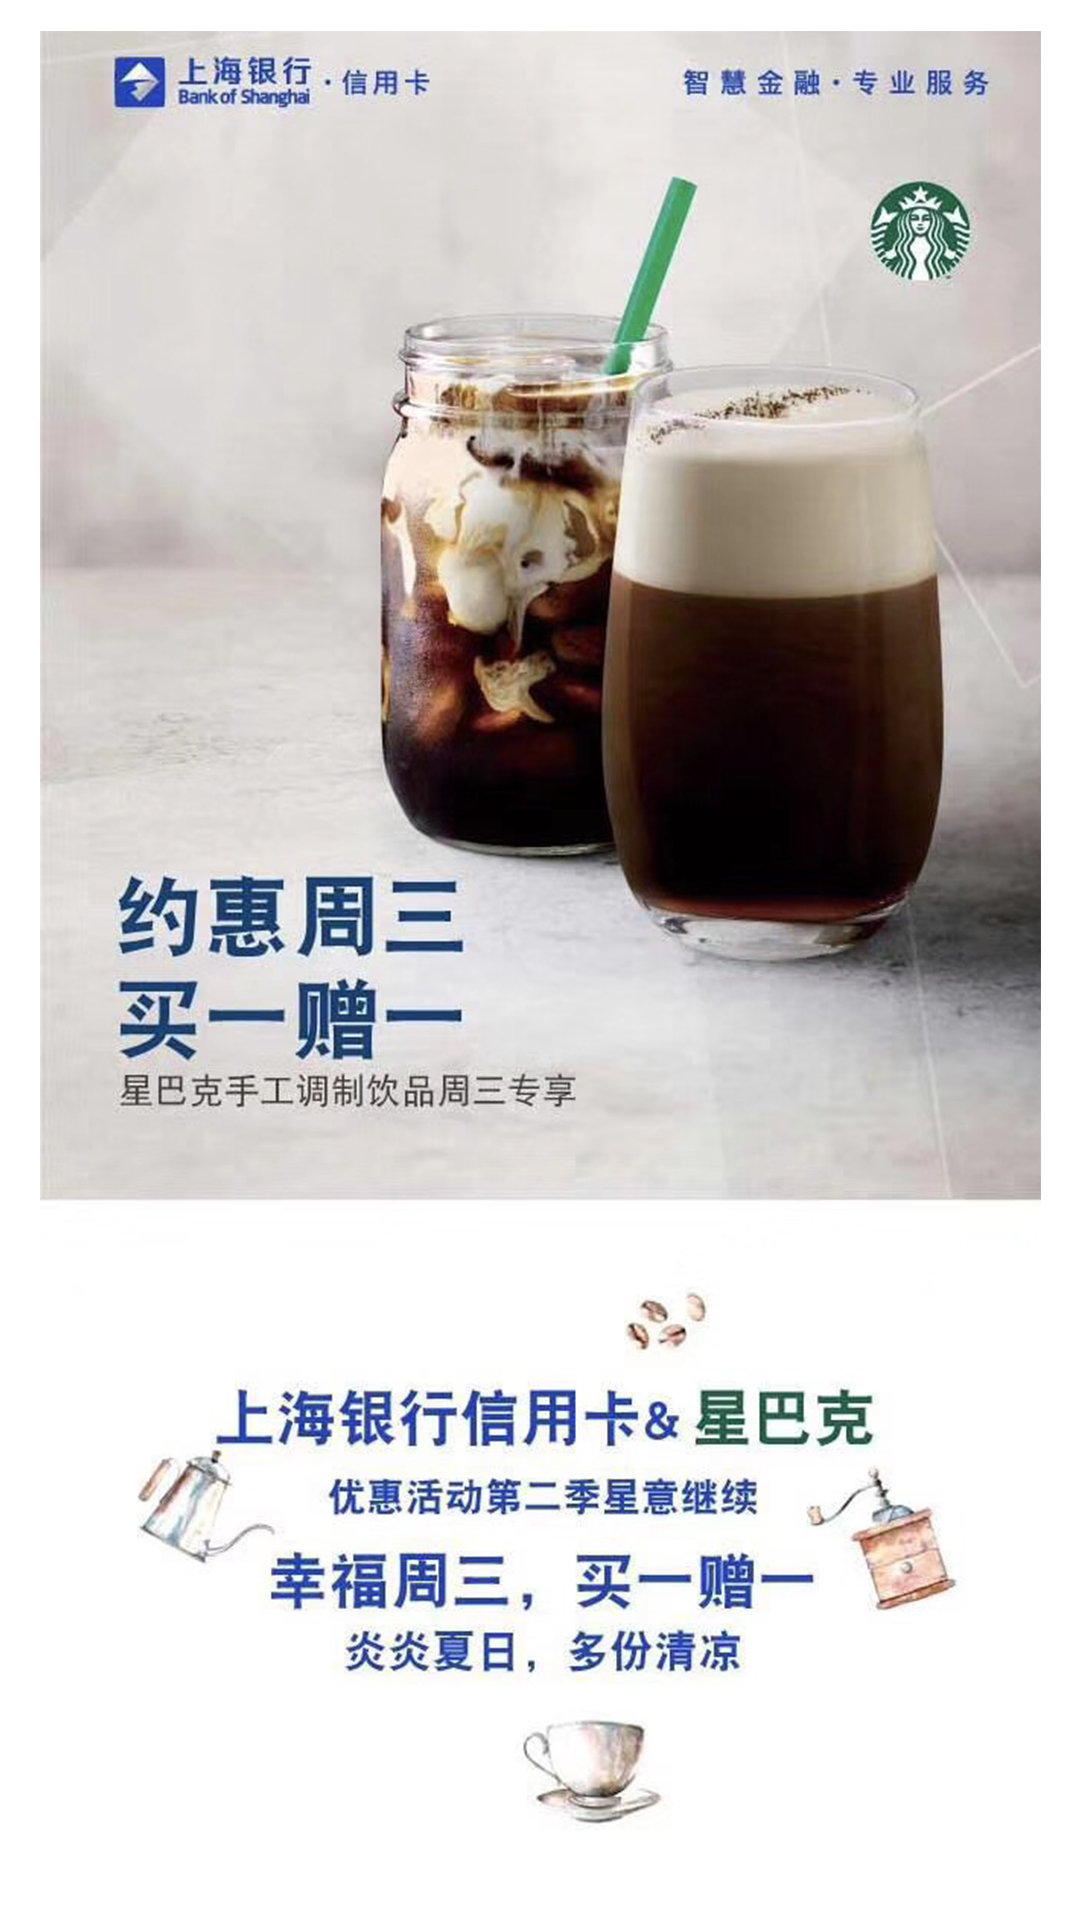 上海银行·信用卡
Bank of Shanghai
智慧金融·专业服务
约惠周三
买一赠一
星巴克手工调制饮品周三专享
上海银行信用卡&星巴克
优惠活动第二季星意继续
幸福周三，买一赠一
炎炎夏日，多份清凉